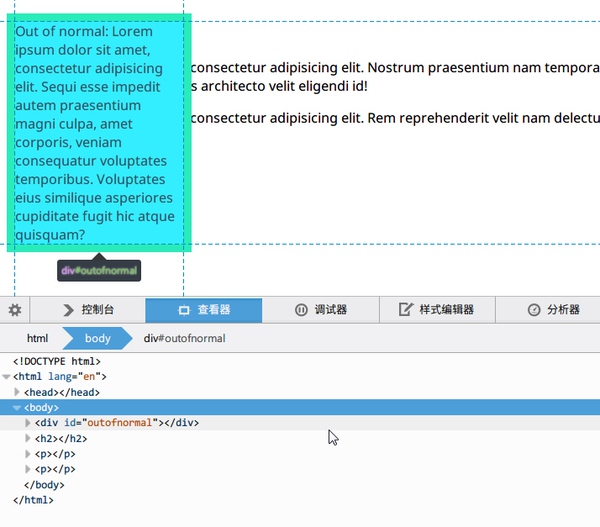 Out of normal: Lorem
ipsum dolor sit amet,
consectetur adipisicing
elit. Sequi esse impedit
autem praesentium
magni culpa, amet
corporis, veniam
consequatur voluptates
temporibus. Voluptates
eius similique asperiores
cupiditate fugit hic atque
quisquam?
consectetur adipisicing elit. Nostrum praesentium nam tempora
s architecto velit eligendi id!
consectetur adipisicing elit. Rem reprehenderit velit nam delectu
div#outofnormal
控制台 查看器 调试器 样式编辑器 分析器
html body div#outofnormal
<!DOCTYPE html>
<html lang="en">
<head></head>
<body>
<div id="outofnormal"></div>
<h2></h2>
<p></p>
<p></p>
</body>
</html>